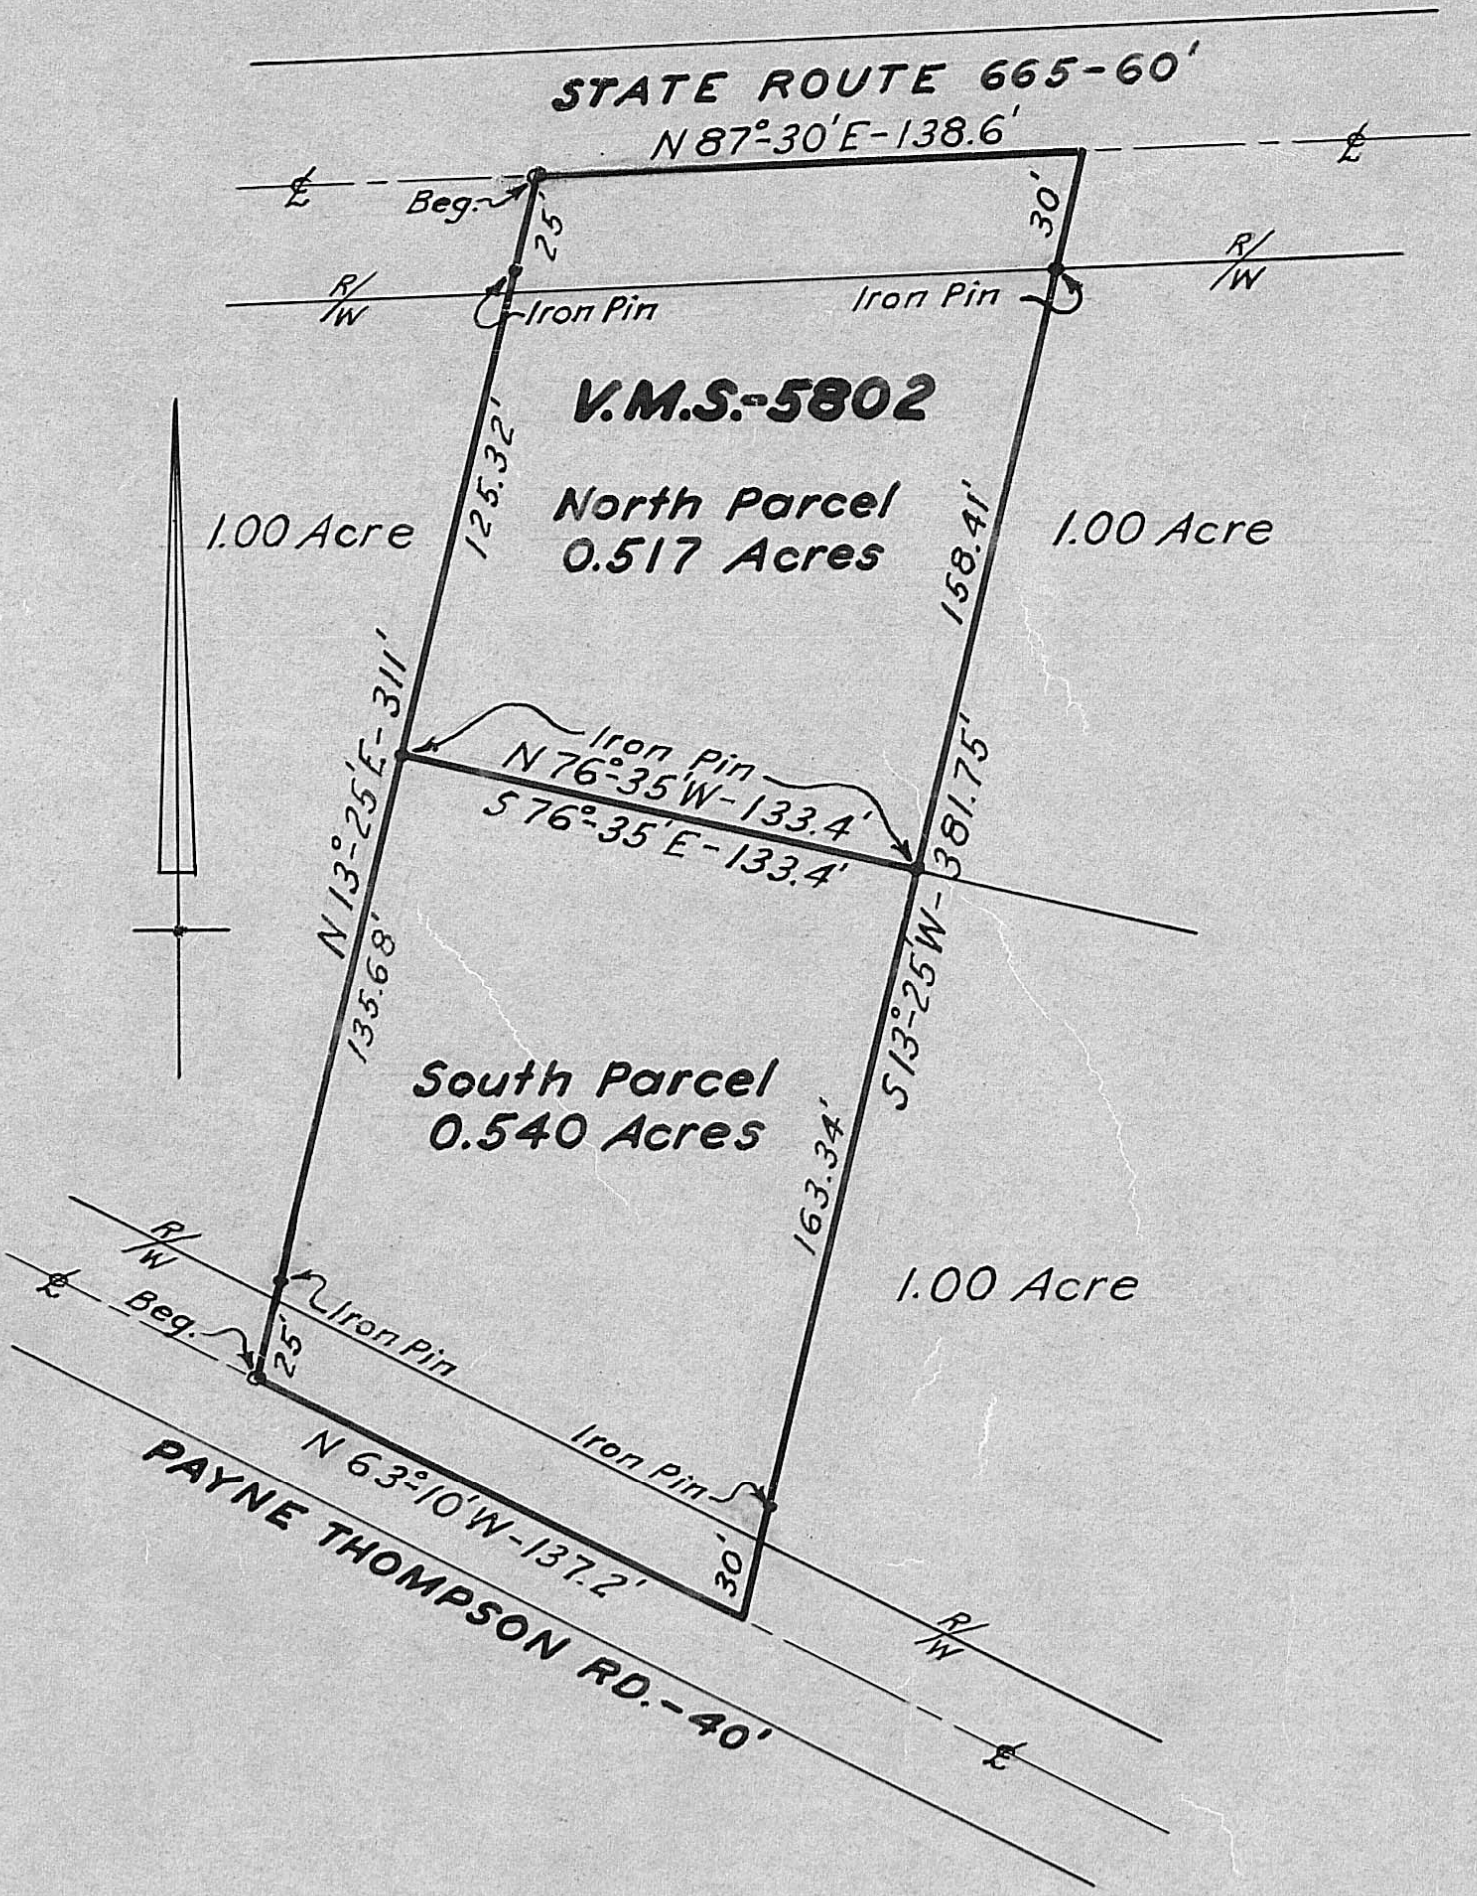 STATE ROUTE 665-60'
N 87°-30'E-138.6'
℄
℄
Beg.
25'
30'
R/W
R/W
Iron Pin
Iron Pin
V.M.S.-5802
125.32'
North Parcel
0.517 Acres
158.41'
1.00 Acre
1.00 Acre
N 13°-25'E-311'
Iron Pin
N 76°-35'W-133.4'
S 76°-35'E-133.4'
S 13°-25'W-381.75'
135.68'
South Parcel
0.540 Acres
163.34'
1.00 Acre
R/W
℄
Beg.
Iron Pin
25'
Iron Pin
30'
N 63°-10'W-137.2'
PAYNE THOMPSON RD.-40'
R/W
℄